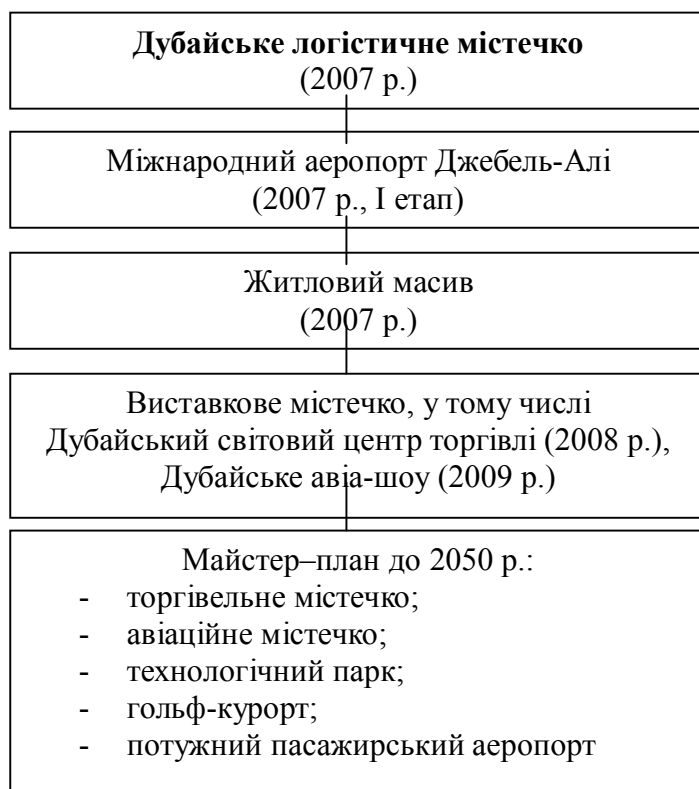 Дубайське логістичне містечко
(2007 р.)
Міжнародний аеропорт Джебель-Алі
(2007 р., І етап)
Житловий масив
(2007 р.)
Виставкове містечко, у тому числі
Дубайський світовий центр торгівлі (2008 р.),
Дубайське авіа-шоу (2009 р.)
Майстер–план до 2050 р.:
- торгівельне містечко;
- авіаційне містечко;
- технологічний парк;
- гольф-курорт;
- потужний пасажирський аеропорт